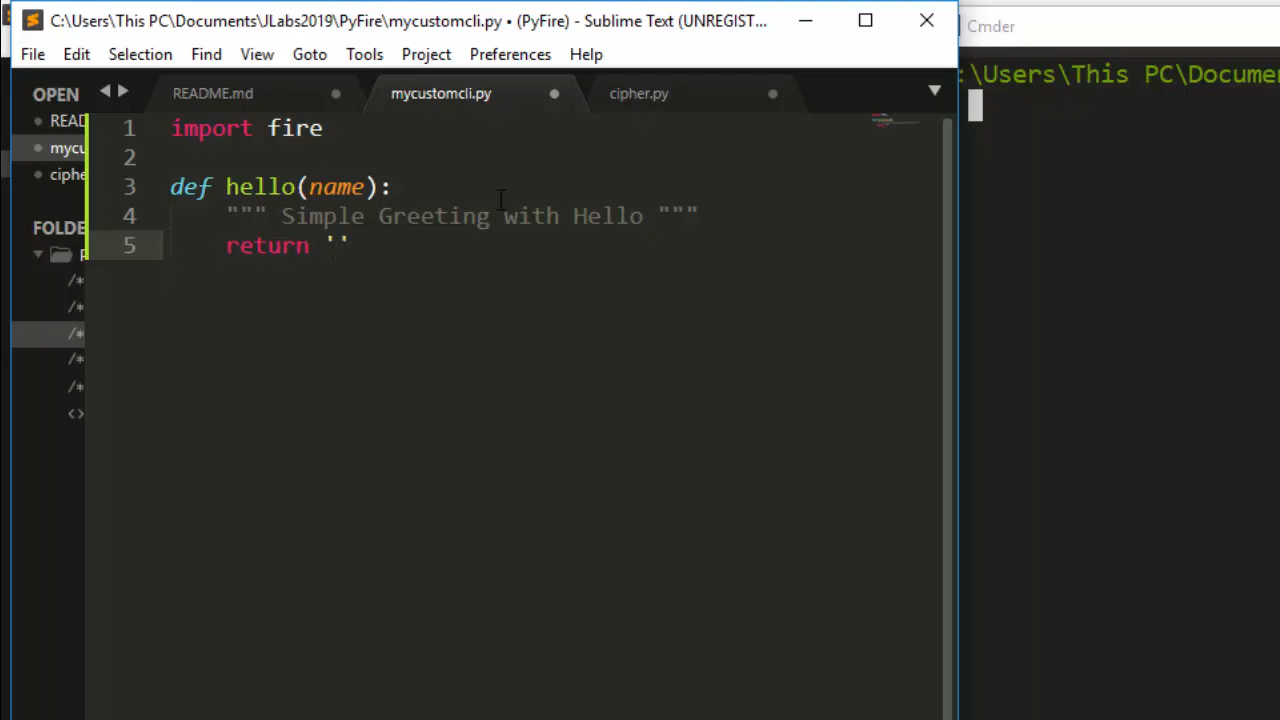 C:\Users\This PC\Documents\JLabs2019\PyFire\mycustomcli.py • (PyFire) - Sublime Text (UNREGIST...
Cmder
File Edit Selection Find View Goto Tools Project Preferences Help
:\Users\This PC\Documen
OPEN
README.md
mycustomcli.py
cipher.py
READ
mycu
ciphe
FOLDE
/*
/*
/*
/*
/*
<>
1 import fire
2
3 def hello(name):
4 """ Simple Greeting with Hello """
5 return ''